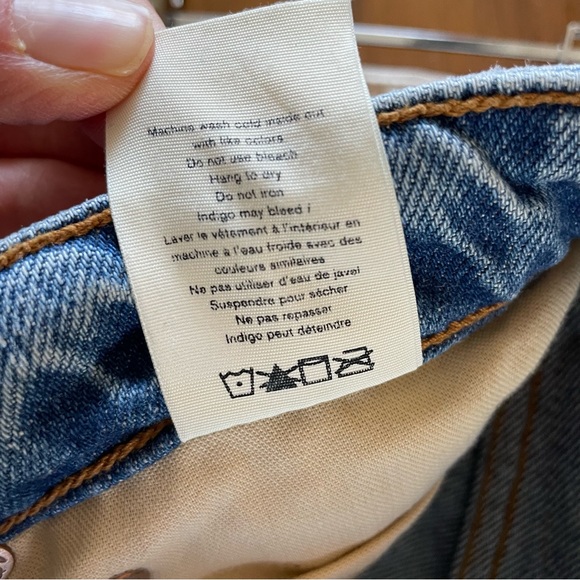 Machine wash cold inside out
with like colors
Do not use bleach
Hang to dry
Do not iron
Indigo may bleed !
Laver le vêtement à l'intérieur en
machine à l'eau froide avec des
couleurs similaires
Ne pas utiliser d'eau de javel
Suspendre pour sècher
Ne pas repasser
Indigo peut déteindre